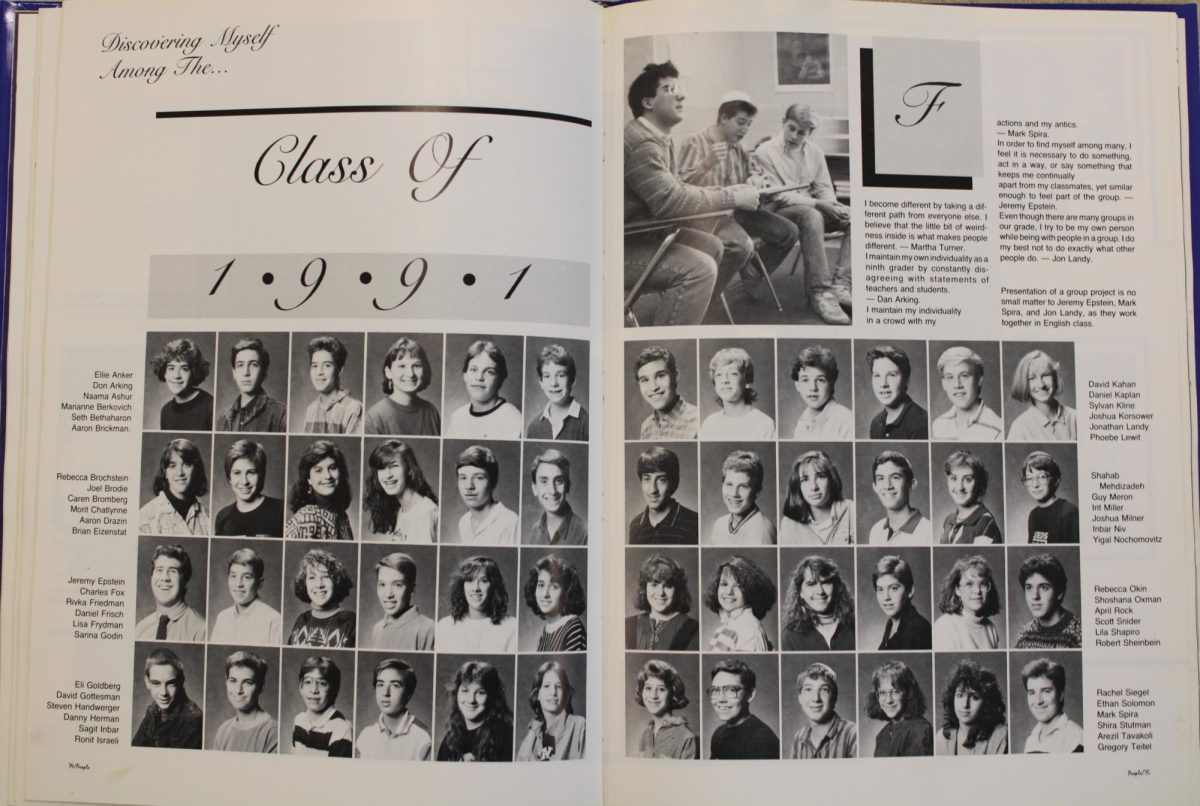 Discovering Myself
Among The...
Class Of
1•9•9•1
Ellie Anker
Don Arking
Naama Ashur
Marianne Berkovich
Seth Bethaharon
Aaron Brickman.
Rebecca Brochstein
Joel Brodie
Caren Bromberg
Morit Chatlynne
Aaron Drazin
Brian Eizenstat
Jeremy Epstein
Charles Fox
Rivka Friedman
Daniel Frisch
Lisa Frydman
Sarina Godin
Eli Goldberg
David Gottesman
Steven Handwerger
Danny Herman
Sagit Inbar
Ronit Israeli
74/People
F
I become different by taking a dif-
ferent path from everyone else. I
believe that the little bit of weird-
ness inside is what makes people
different. — Martha Turner.
I maintain my own individuality as a
ninth grader by constantly dis-
agreeing with statements of
teachers and students.
— Dan Arking.
I maintain my individuality
in a crowd with my
actions and my antics.
— Mark Spira.
In order to find myself among many, I
feel it is necessary to do something,
act in a way, or say something that
keeps me continually
apart from my classmates, yet similar
enough to feel part of the group. —
Jeremy Epstein.
Even though there are many groups in
our grade, I try to be my own person
while being with people in a group. I do
my best not to do exactly what other
people do. — Jon Landy.
Presentation of a group project is no
small matter to Jeremy Epstein, Mark
Spira, and Jon Landy, as they work
together in English class.
David Kahan
Daniel Kaplan
Sylvan Kline
Joshua Korsower
Jonathan Landy
Phoebe Lewit
Shahab
Mehdizadeh
Guy Meron
Irit Miller
Joshua Milner
Inbar Niv
Yigal Nochomovitz
Rebecca Okin
Shoshana Oxman
April Rock
Scott Snider
Lila Shapiro
Robert Sheinbein
Rachel Siegel
Ethan Solomon
Mark Spira
Shira Stutman
Arezil Tavakoli
Gregory Teitel
People/75